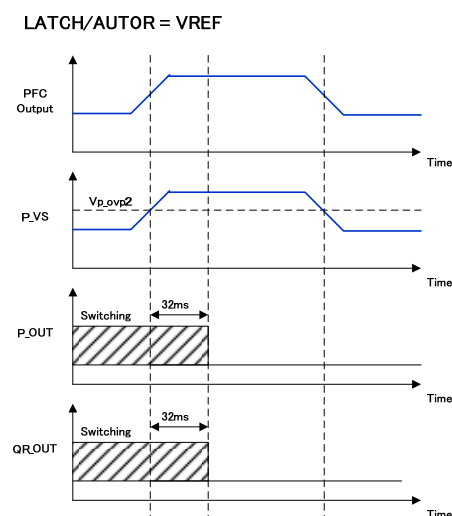 LATCH/AUTOR = VREF
PFC
Output
Time
Vp_ovp2
P_VS
Time
32ms
Switching
P_OUT
Time
32ms
Switching
QR_OUT
Time